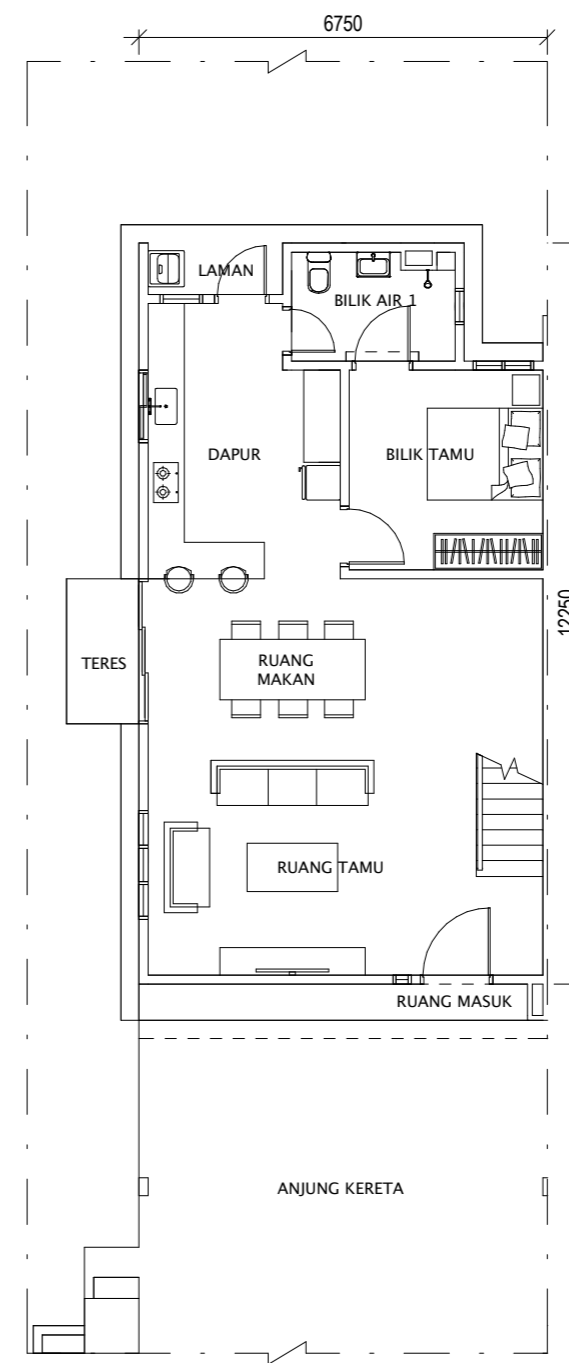 6750
LAMAN
BILIK AIR 1
DAPUR
BILIK TAMU
12250
TERES
RUANG
MAKAN
RUANG TAMU
RUANG MASUK
ANJUNG KERETA